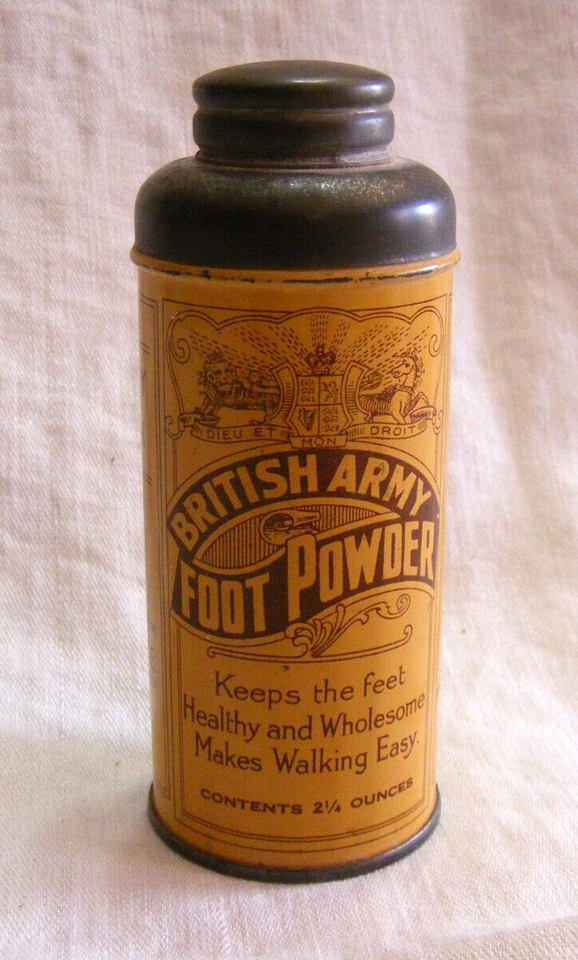 DIEU ET MON DROIT
BRITISH ARMY
FOOT POWDER
Keeps the feet
Healthy and Wholesome
Makes Walking Easy.
CONTENTS 2¼ OUNCES